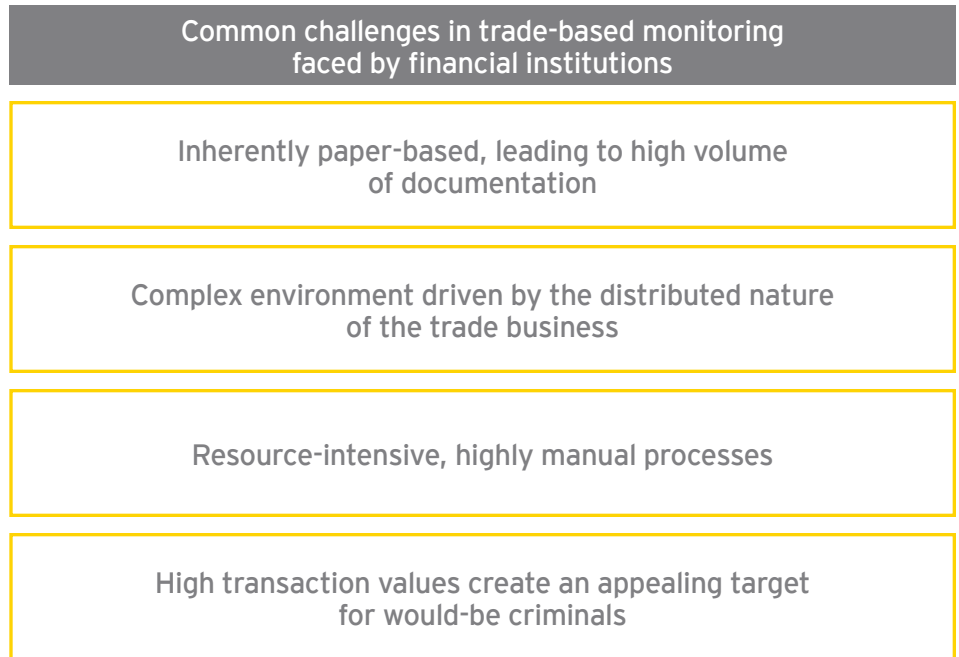 Common challenges in trade-based monitoring
faced by financial institutions
Inherently paper-based, leading to high volume
of documentation
Complex environment driven by the distributed nature
of the trade business
Resource-intensive, highly manual processes
High transaction values create an appealing target
for would-be criminals